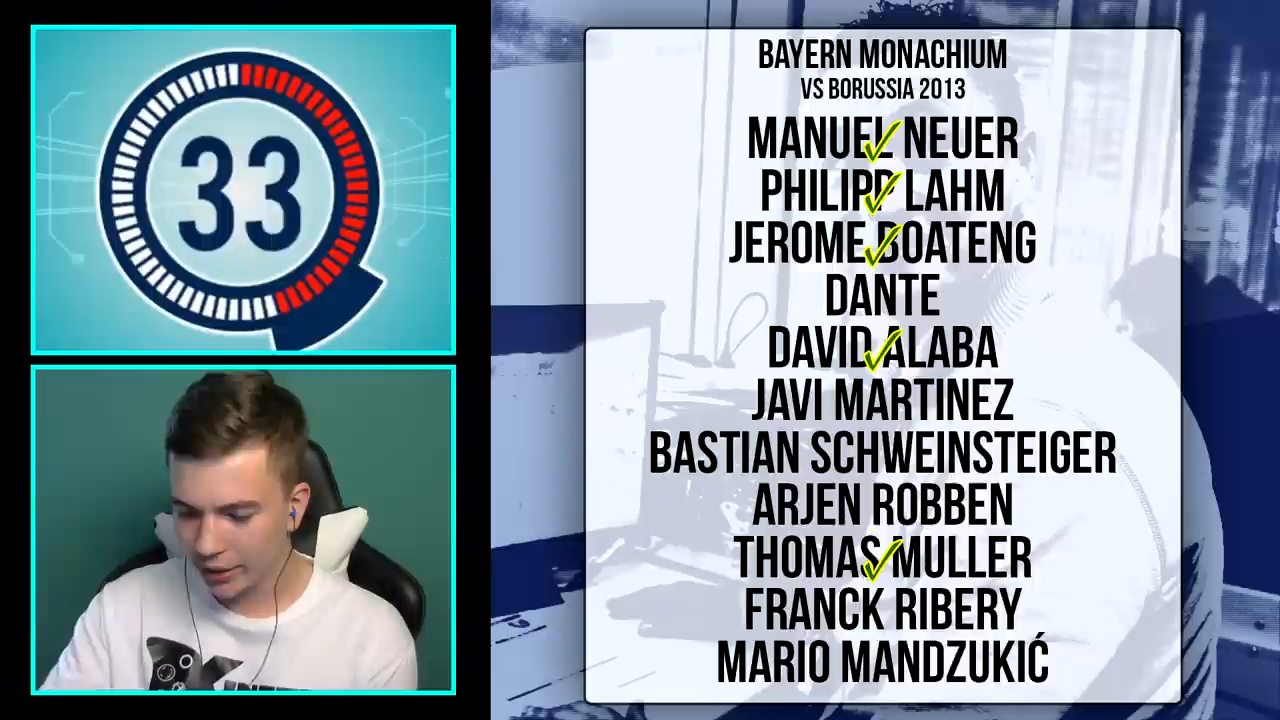 33
BAYERN MONACHIUM
VS BORUSSIA 2013
MANUEL NEUER
PHILIPP LAHM
JEROME BOATENG
DANTE
DAVID ALABA
JAVI MARTINEZ
BASTIAN SCHWEINSTEIGER
ARJEN ROBBEN
THOMAS MULLER
FRANCK RIBERY
MARIO MANDZUKIĆ